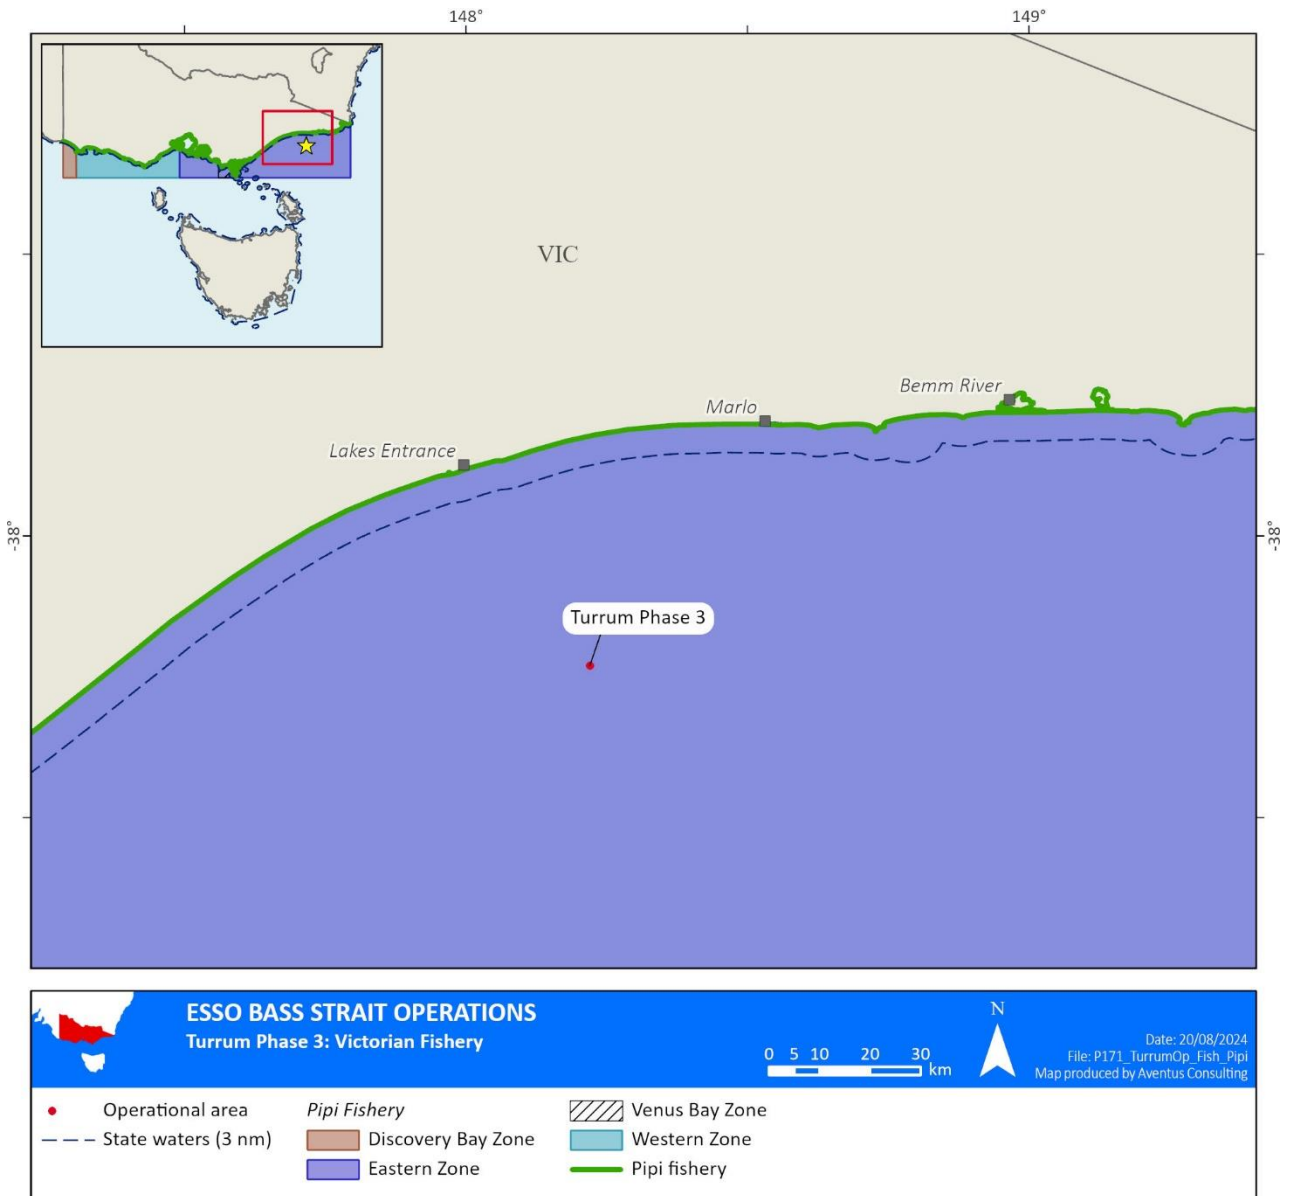 148°
149°
VIC
Bemm River
Marlo
Lakes Entrance
-38°
-38°
Turrum Phase 3
ESSO BASS STRAIT OPERATIONS
Turrum Phase 3: Victorian Fishery
0 5 10 20 30
km
N
Date: 20/08/2024
File: P171_TurrumOp_Fish_Pipi
Map produced by Aventus Consulting
Operational area
State waters (3 nm)
Pipi Fishery
Discovery Bay Zone
Eastern Zone
Venus Bay Zone
Western Zone
Pipi fishery